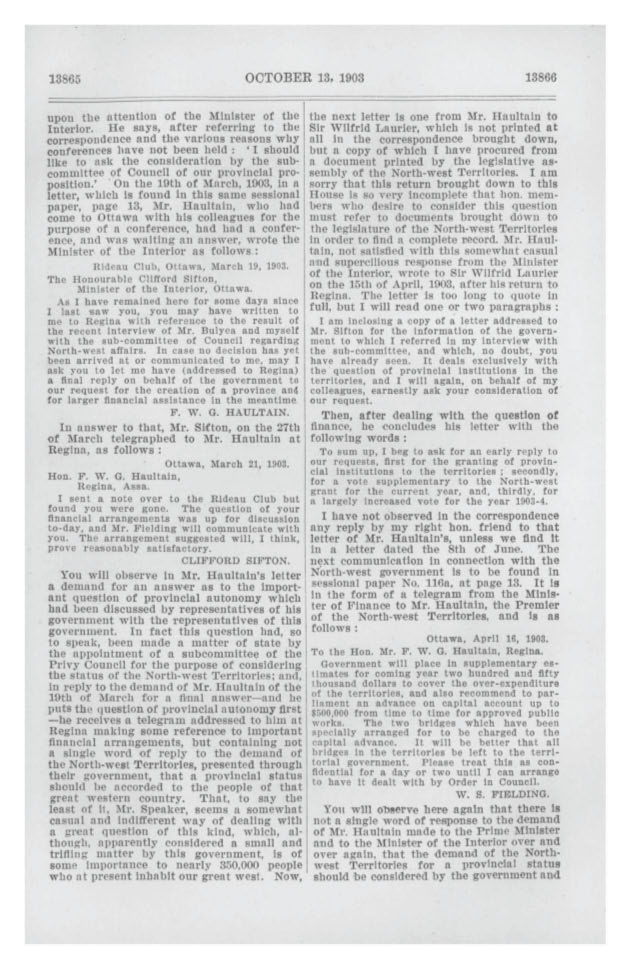 13865
OCTOBER 13, 1903
13866
upon the attention of the Minister of the
Interior. He says, after referring to the
correspondence and the various reasons why
conferences have not been held : ' I should
like to ask the consideration by the sub-
committee of Council of our provincial pro-
position.' On the 19th of March, 1903, in a
letter, which is found in this same sessional
paper, page 13, Mr. Haultain, who had
come to Ottawa with his colleagues for the
purpose of a conference, had had a confer-
ence, and was waiting an answer, wrote the
Minister of the Interior as follows :
Rideau Club, Ottawa, March 19, 1903.
The Honourable Clifford Sifton,
Minister of the Interior, Ottawa.
As I have remained here for some days since
I last saw you, you may have written to
me to Regina with reference to the result of
the recent interview of Mr. Bulyea and myself
with the sub-committee of Council regarding
North-west affairs. In case no decision has yet
been arrived at or communicated to me, may I
ask you to let me have (addressed to Regina)
a final reply on behalf of the government to
our request for the creation of a province and
for larger financial assistance in the meantime
F. W. G. HAULTAIN.
In answer to that, Mr. Sifton, on the 27th
of March telegraphed to Mr. Haultain at
Regina, as follows :
Ottawa, March 21, 1903.
Hon. F. W. G. Haultain,
Regina, Assa.
I sent a note over to the Rideau Club but
found you were gone. The question of your
financial arrangements was up for discussion
to-day, and Mr. Fielding will communicate with
you. The arrangement suggested will, I think,
prove reasonably satisfactory.
CLIFFORD SIFTON.
You will observe in Mr. Haultain's letter
a demand for an answer as to the import-
ant question of provincial autonomy which
had been discussed by representatives of his
government with the representatives of this
government. In fact this question had, so
to speak, been made a matter of state by
the appointment of a subcommittee of the
Privy Council for the purpose of considering
the status of the North-west Territories; and,
in reply to the demand of Mr. Haultain of the
19th of March for a final answer—and he
puts the question of provincial autonomy first
—he receives a telegram addressed to him at
Regina making some reference to important
financial arrangements, but containing not
a single word of reply to the demand of
the North-west Territories, presented through
their government, that a provincial status
should be accorded to the people of that
great western country. That, to say the
least of it, Mr. Speaker, seems a somewhat
casual and indifferent way of dealing with
a great question of this kind, which, al-
though, apparently considered a small and
trifling matter by this government, is of
some importance to nearly 350,000 people
who at present inhabit our great west. Now,
the next letter is one from Mr. Haultain to
Sir Wilfrid Laurier, which is not printed at
all in the correspondence brought down,
but a copy of which I have procured from
a document printed by the legislative as-
sembly of the North-west Territories. I am
sorry that this return brought down to this
House is so very incomplete that hon. mem-
bers who desire to consider this question
must refer to documents brought down to
the legislature of the North-west Territories
in order to find a complete record. Mr. Haul-
tain, not satisfied with this somewhat casual
and supercilious response from the Minister
of the Interior, wrote to Sir Wilfrid Laurier
on the 15th of April, 1903, after his return to
Regina. The letter is too long to quote in
full, but I will read one or two paragraphs :
I am inclosing a copy of a letter addressed to
Mr. Sifton for the information of the govern-
ment to which I referred in my interview with
the sub-committee, and which, no doubt, you
have already seen. It deals exclusively with
the question of provincial institutions in the
territories, and I will again, on behalf of my
colleagues, earnestly ask your consideration of
our request.
Then, after dealing with the question of
finance, he concludes his letter with the
following words :
To sum up, I beg to ask for an early reply to
our requests, first for the granting of provin-
cial institutions to the territories ; secondly,
for a vote supplementary to the North-west
grant for the current year, and, thirdly, for
a largely increased vote for the year 1903-4.
I have not observed in the correspondence
any reply by my right hon. friend to that
letter of Mr. Haultain's, unless we find it
in a letter dated the 8th of June. The
next communication in connection with the
North-west government is to be found in
sessional paper No. 116a, at page 13. It is
in the form of a telegram from the Minis-
ter of Finance to Mr. Haultain, the Premier
of the North-west Territories, and is as
follows :
Ottawa, April 16, 1903.
To the Hon. Mr. F. W. G. Haultain, Regina.
Government will place in supplementary es-
timates for coming year two hundred and fifty
thousand dollars to cover the over-expenditure
of the territories, and also recommend to par-
liament an advance on capital account up to
$500,000 from time to time for approved public
works. The two bridges which have been
specially arranged for to be charged to the
capital advance. It will be better that all
bridges in the territories be left to the terri-
torial government. Please treat this as con-
fidential for a day or two until I can arrange
to have it dealt with by Order in Council.
W. S. FIELDING.
You will observe here again that there is
not a single word of response to the demand
of Mr. Haultain made to the Prime Minister
and to the Minister of the Interior over and
over again, that the demand of the North-
west Territories for a provincial status
should be considered by the government and